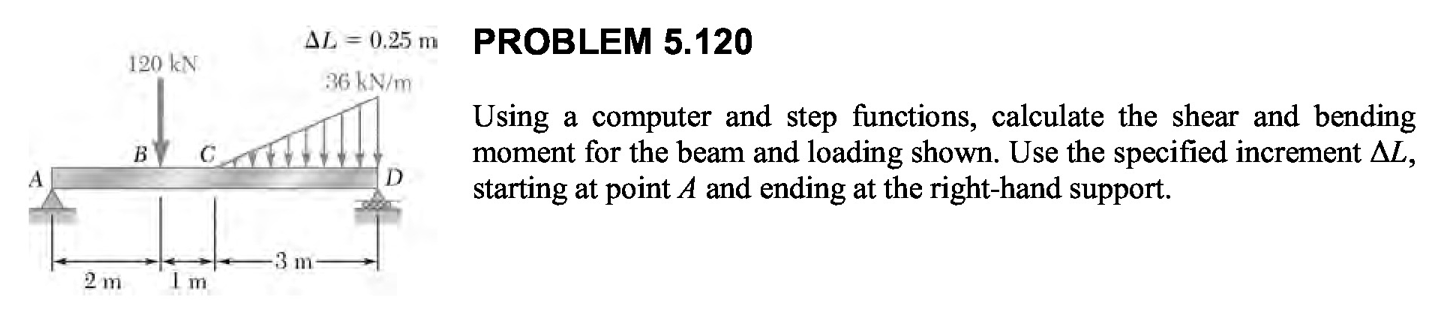 ΔL = 0.25 m
120 kN
36 kN/m
B
C
A
D
3 m
2 m
1 m
PROBLEM 5.120
Using a computer and step functions, calculate the shear and bending
moment for the beam and loading shown. Use the specified increment ΔL,
starting at point A and ending at the right-hand support.